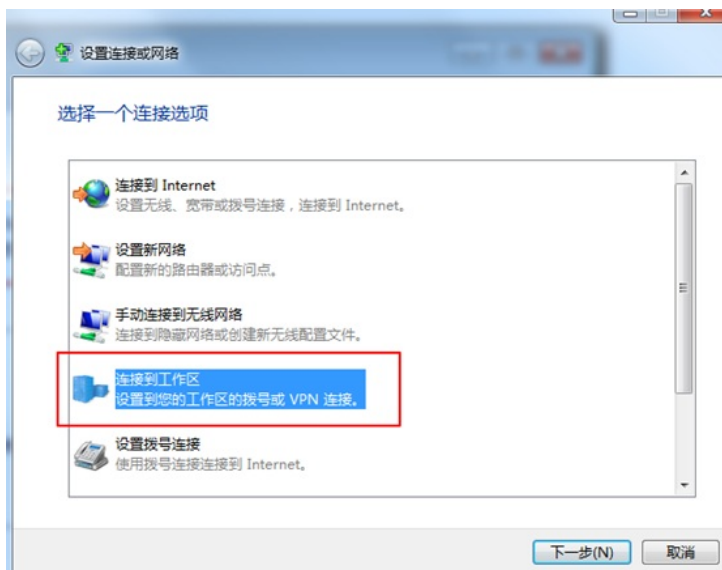 设置连接或网络
选择一个连接选项
连接到 Internet
设置无线、宽带或拨号连接，连接到 Internet。
设置新网络
配置新的路由器或访问点。
手动连接到无线网络
连接到隐藏网络或创建新无线配置文件。
连接到工作区
设置到您的工作区的拨号或 VPN 连接。
设置拨号连接
使用拨号连接连接到 Internet。
下一步(N) 取消